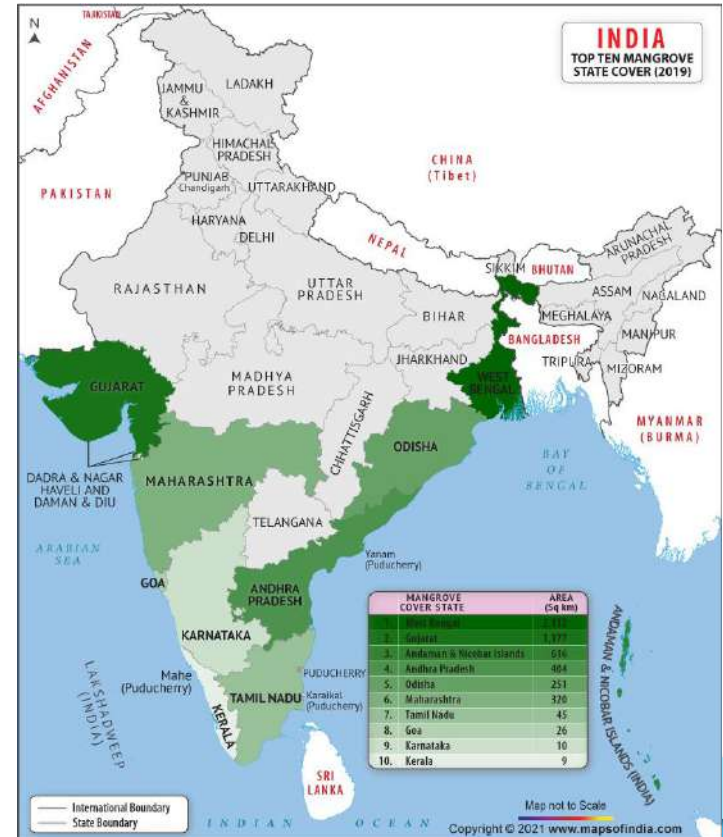 N
TAJIKISTAN
INDIA
TOP TEN MANGROVE
STATE COVER (2019)
AFGHANISTAN
LADAKH
JAMMU
&
KASHMIR
HIMACHAL
PRADESH
CHINA
(Tibet)
PUNJAB
Chandigarh
UTTARAKHAND
PAKISTAN
HARYANA
DELHI
NEPAL
ARUNACHAL
PRADESH
SIKKIM
BHUTAN
RAJASTHAN
UTTAR
PRADESH
ASSAM
NAGALAND
BIHAR
MEGHALAYA
MANIPUR
BANGLADESH
JHARKHAND
TRIPURA
MIZORAM
GUJARAT
MADHYA
PRADESH
WEST
BENGAL
CHHATTISGARH
MYANMAR
(BURMA)
ODISHA
BAY
OF
BENGAL
DADRA & NAGAR
HAVELI AND
DAMAN & DIU
MAHARASHTRA
TELANGANA
ARABIAN
SEA
Yanam
(Puducherry)
GOA
ANDHRA
PRADESH
KARNATAKA
MANGROVE
COVER STATE
AREA
(Sq km)
1. West Bengal 2,112
2. Gujarat 1,177
3. Andaman & Nicobar Islands 616
4. Andhra Pradesh 404
5. Odisha 251
6. Maharashtra 320
7. Tamil Nadu 45
8. Goa 26
9. Karnataka 10
10. Kerala 9
ANDAMAN & NICOBAR ISLANDS (INDIA)
Mahe
(Puducherry)
PUDUCHERRY
LAKSHADWEEP
(INDIA)
TAMIL NADU
Karaikal
(Puducherry)
KERALA
SRI
LANKA
International Boundary
State Boundary
INDIAN OCEAN
Map not to Scale
Copyright © 2021 www.mapsofindia.com